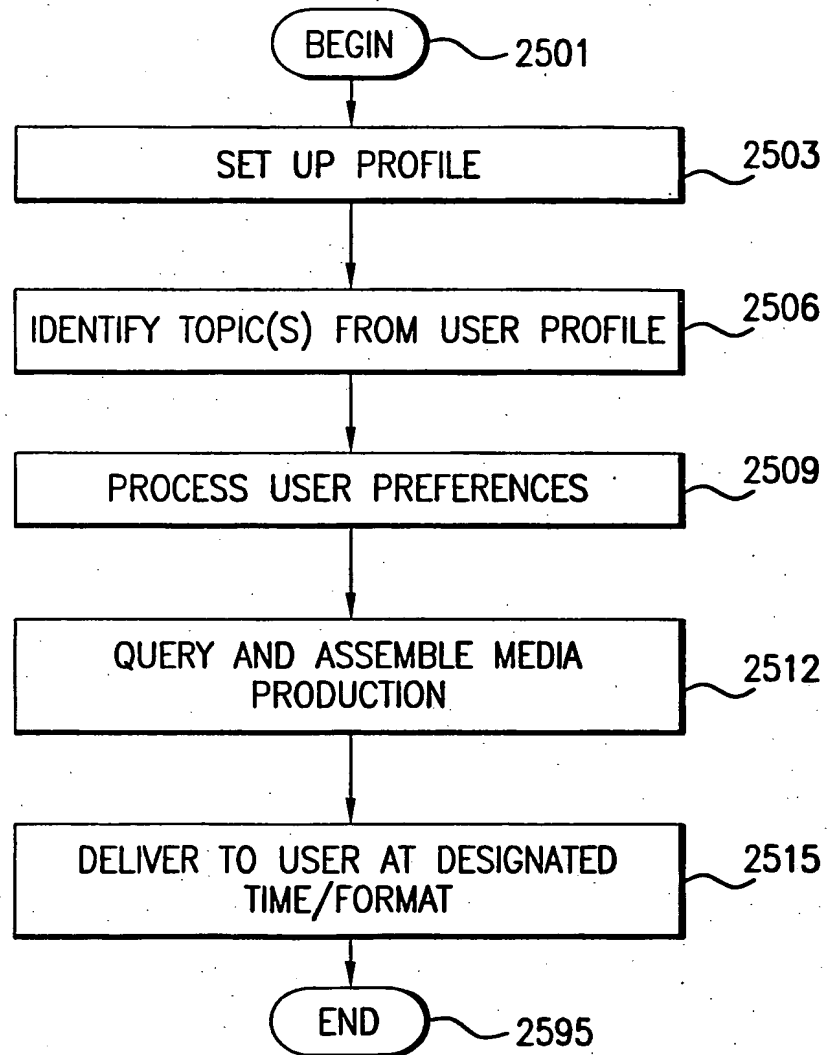 BEGIN
2501
SET UP PROFILE
2503
IDENTIFY TOPIC(S) FROM USER PROFILE
2506
PROCESS USER PREFERENCES
2509
QUERY AND ASSEMBLE MEDIA
PRODUCTION
2512
DELIVER TO USER AT DESIGNATED
TIME/FORMAT
2515
END
2595